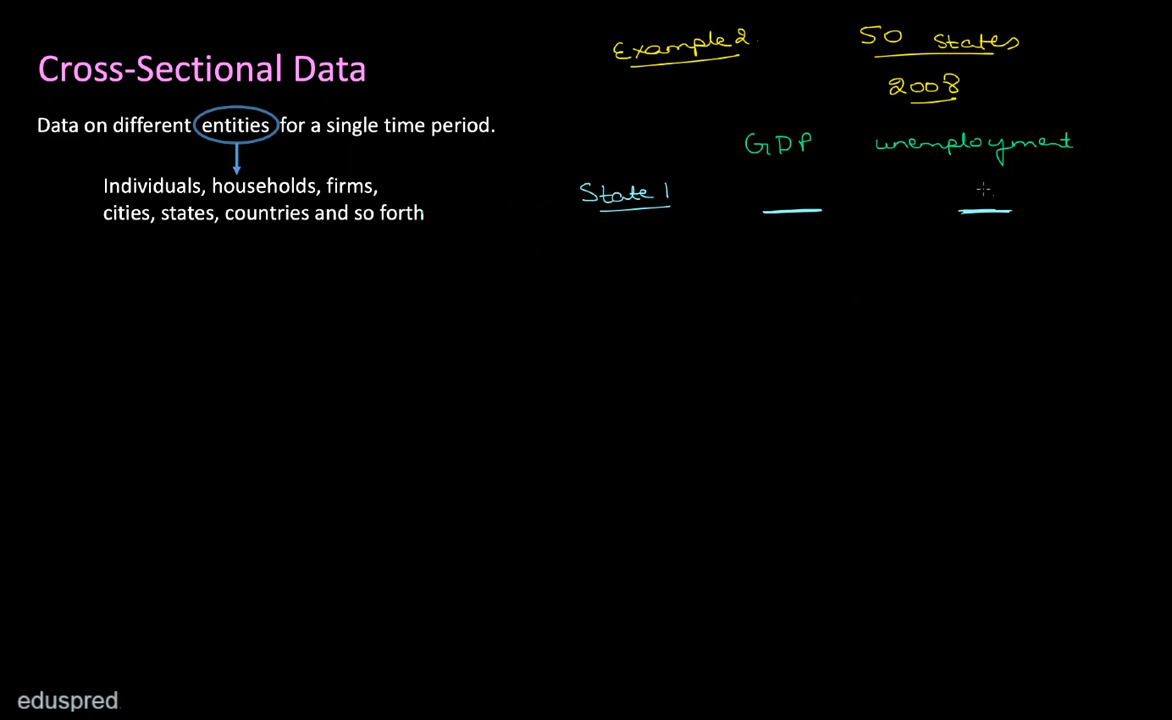 Cross-Sectional Data
Data on different entities for a single time period.
Individuals, households, firms,
cities, states, countries and so forth
Example 2
50 states
2008
GDP unemployment
State 1
eduspred